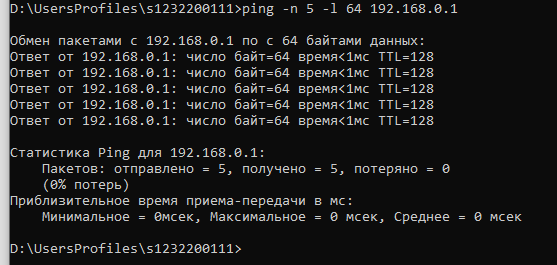 D:\UsersProfiles\s1232200111>ping -n 5 -l 64 192.168.0.1
Обмен пакетами с 192.168.0.1 по с 64 байтами данных:
Ответ от 192.168.0.1: число байт=64 время<1мс TTL=128
Ответ от 192.168.0.1: число байт=64 время<1мс TTL=128
Ответ от 192.168.0.1: число байт=64 время<1мс TTL=128
Ответ от 192.168.0.1: число байт=64 время<1мс TTL=128
Ответ от 192.168.0.1: число байт=64 время<1мс TTL=128
Статистика Ping для 192.168.0.1:
Пакетов: отправлено = 5, получено = 5, потеряно = 0
(0% потерь)
Приблизительное время приема-передачи в мс:
Минимальное = 0мсек, Максимальное = 0 мсек, Среднее = 0 мсек
D:\UsersProfiles\s1232200111>